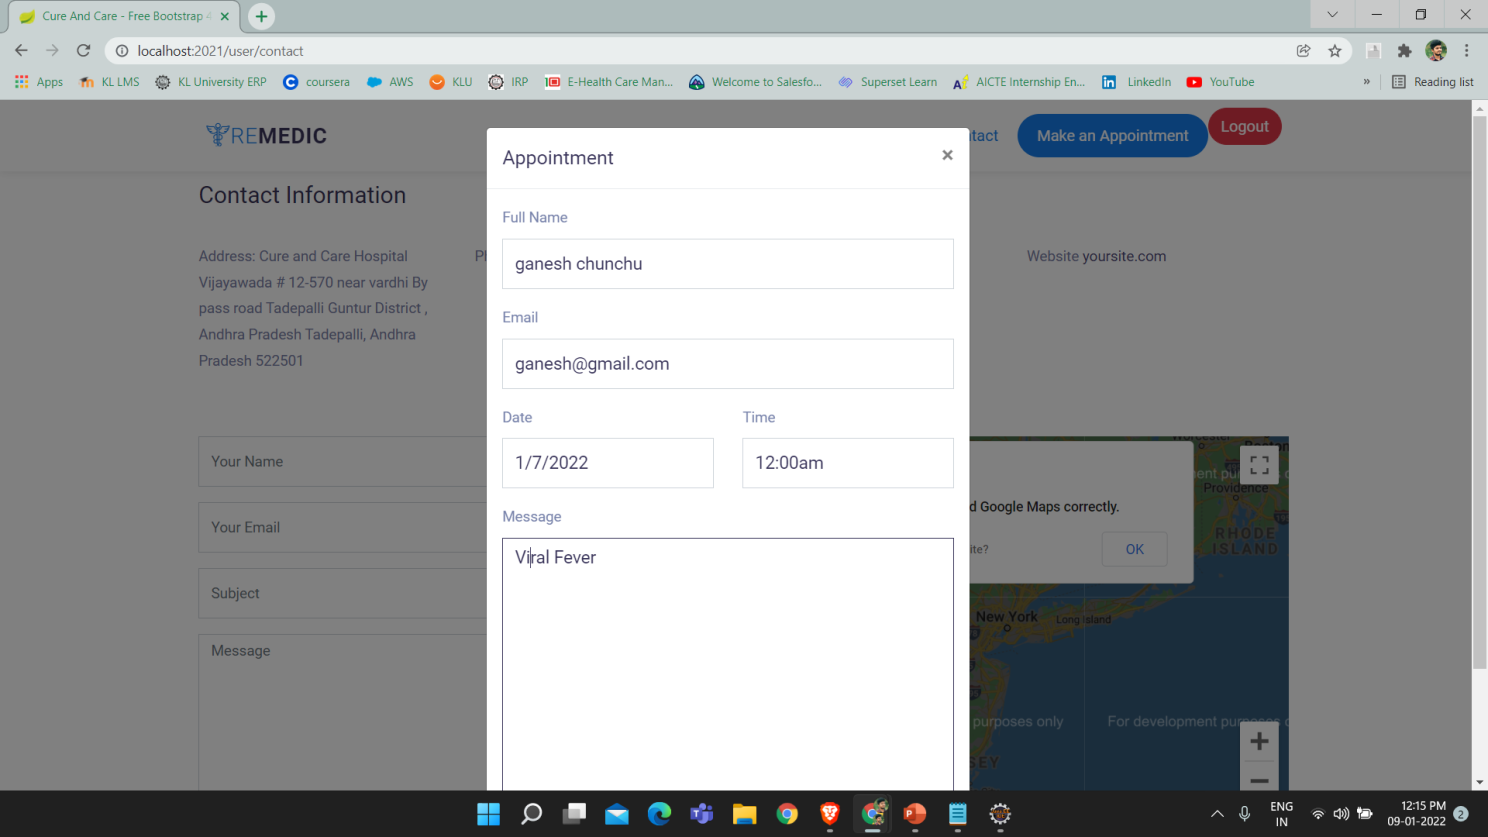 Cure And Care - Free Bootstrap 4
localhost:2021/user/contact
Apps KL LMS KL University ERP coursera AWS KLU IRP E-Health Care Man... Welcome to Salesfo... Superset Learn AICTE Internship En... LinkedIn YouTube » Reading list
REMEDIC
Make an Appointment
Logout
Contact Information
Address: Cure and Care Hospital
Vijayawada # 12-570 near vardhi By
pass road Tadepalli Guntur District ,
Andhra Pradesh Tadepalli, Andhra
Pradesh 522501
Website yoursite.com
Your Name
Your Email
Subject
Message
Appointment
×
Full Name
ganesh chunchu
Email
ganesh@gmail.com
Date Time
1/7/2022 12:00am
Message
Viral Fever
d Google Maps correctly.
ite?
OK
Providence
RHODE
ISLAND
New York
Long Island
purposes only
For development purposes
SEY
ENG
IN
12:15 PM
09-01-2022
2